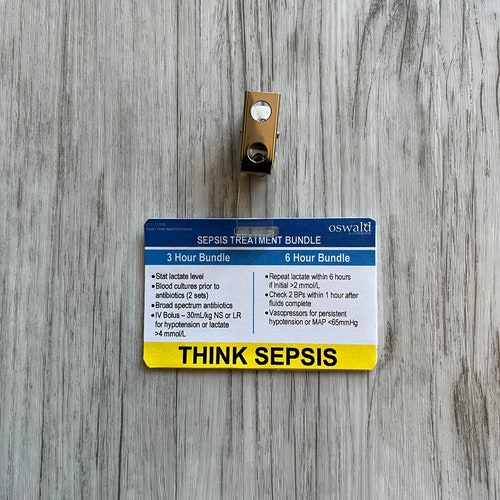 oswald
SEPSIS TREATMENT BUNDLE
3 Hour Bundle
•Stat lactate level
•Blood cultures prior to
antibiotics (2 sets)
•Broad spectrum antibiotics
•IV Bolus – 30mL/kg NS or LR
for hypotension or lactate
>4 mmol/L
6 Hour Bundle
•Repeat lactate within 6 hours
if initial >2 mmol/L
•Check 2 BPs within 1 hour after
fluids complete
•Vasopressors for persistent
hypotension or MAP <65mmHg
THINK SEPSIS